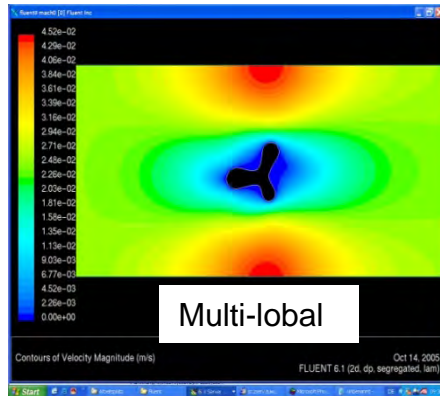 fluent# mach0 [0] Fluent Inc
4.52e-02
4.29e-02
4.06e-02
3.84e-02
3.61e-02
4.39e-02
3.16e-02
2.94e-02
2.71e-02
2.48e-02
2.26e-02
2.03e-02
1.81e-02
1.58e-02
1.35e-02
1.13e-02
9.03e-03
6.77e-03
4.52e-03
2.26e-03
0.00e+00
Multi-lobal
Contours of Velocity Magnitude (m/s)
Oct 14, 2005
FLUENT 6.1 (2d, dp, segregated, lam)
Start